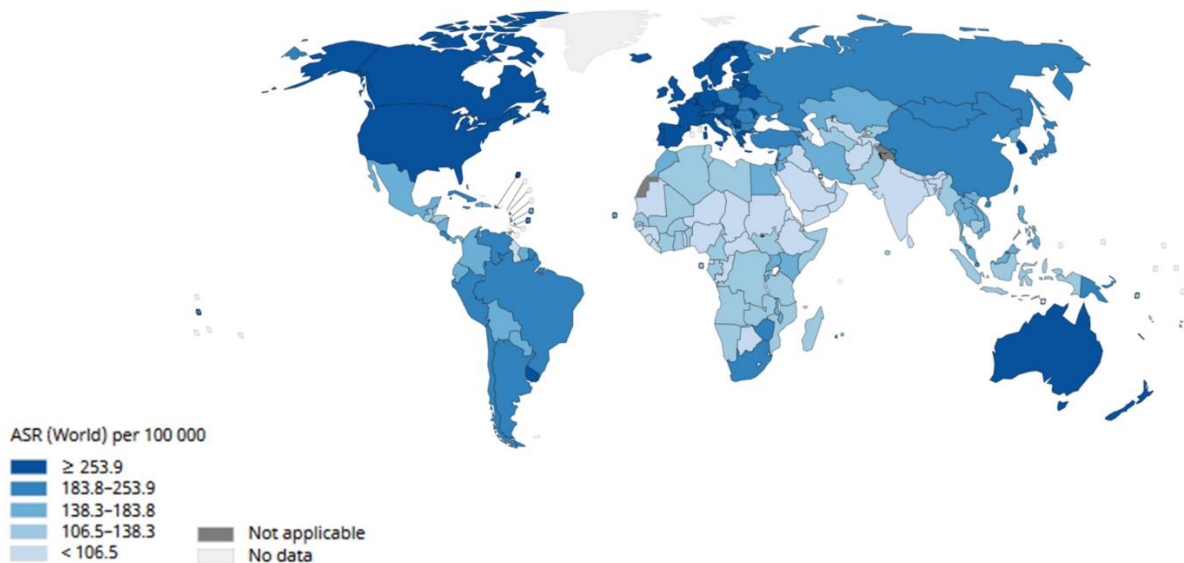 ASR (World) per 100 000
≥ 253.9
183.8–253.9
138.3–183.8
106.5–138.3
< 106.5
Not applicable
No data